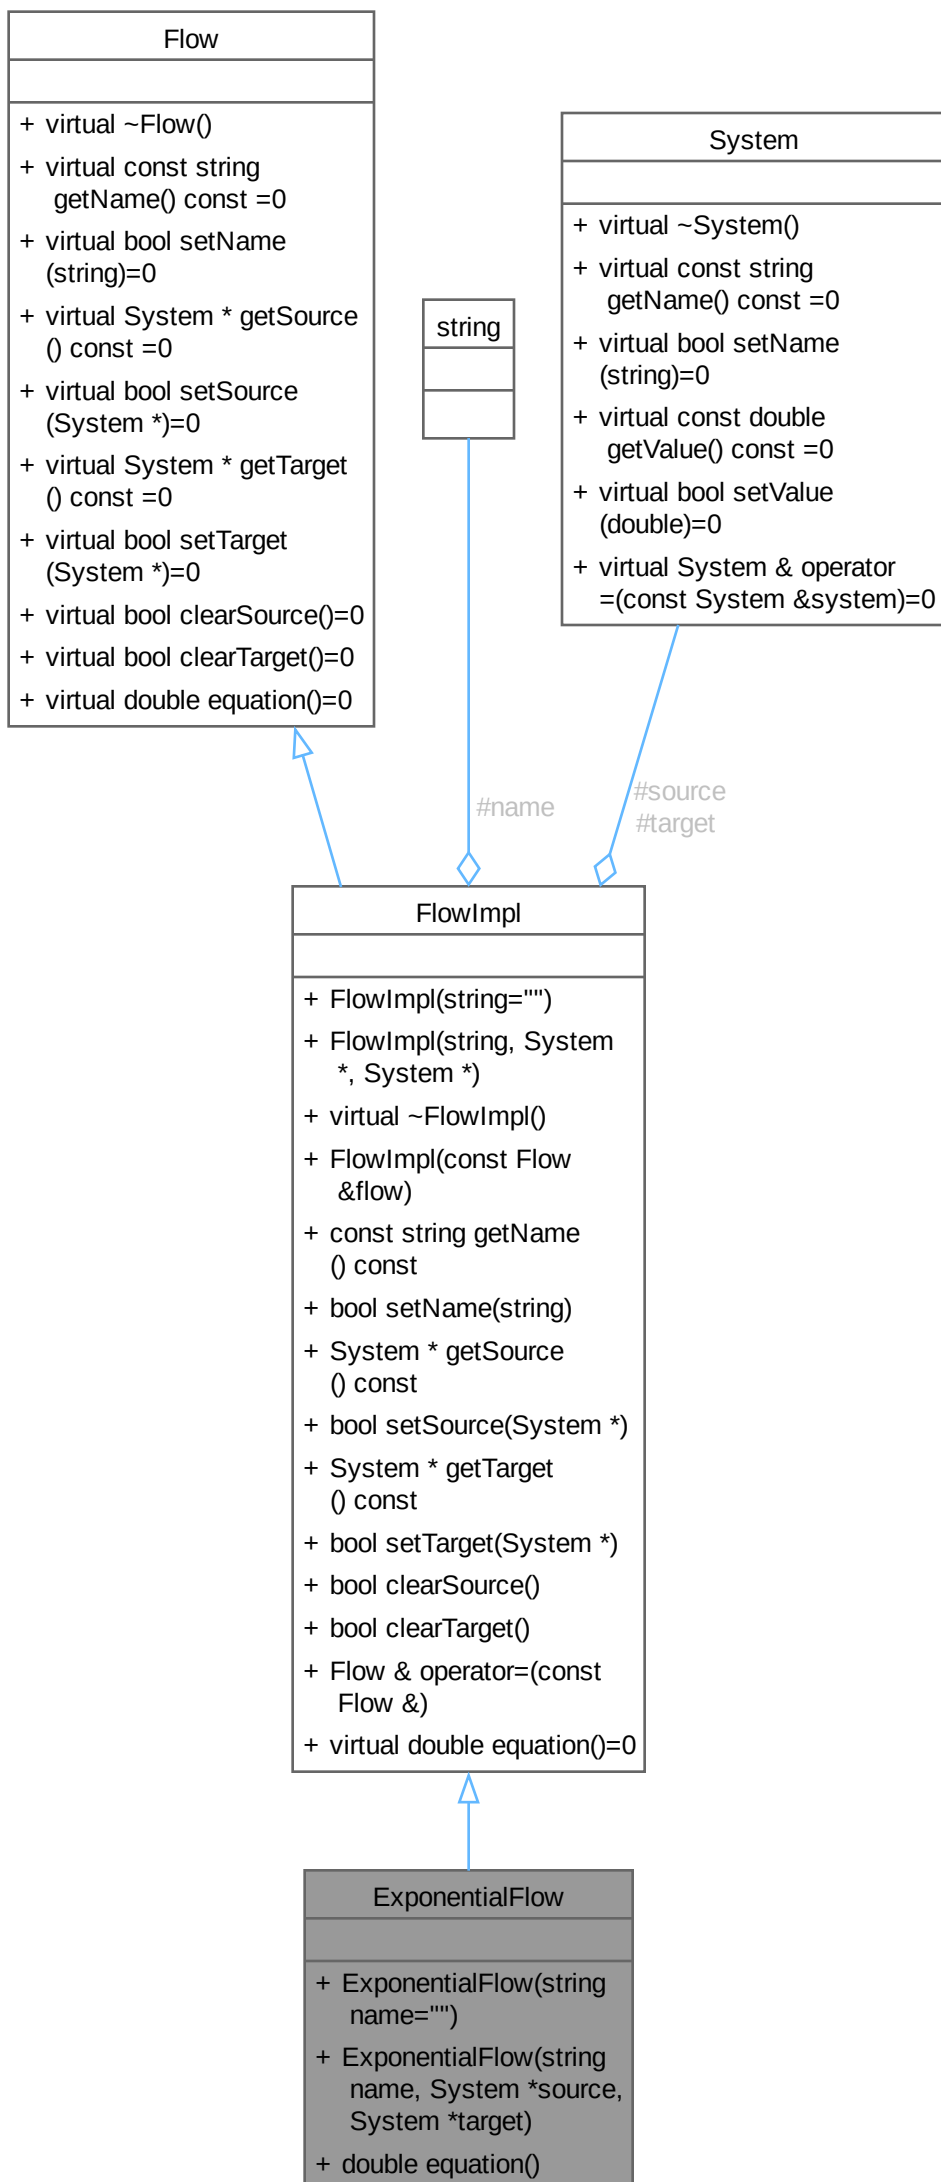 Flow
+ virtual ~Flow()
+ virtual const string
getName() const =0
+ virtual bool setName
(string)=0
+ virtual System * getSource
() const =0
+ virtual bool setSource
(System *)=0
+ virtual System * getTarget
() const =0
+ virtual bool setTarget
(System *)=0
+ virtual bool clearSource()=0
+ virtual bool clearTarget()=0
+ virtual double equation()=0
string
System
+ virtual ~System()
+ virtual const string
getName() const =0
+ virtual bool setName
(string)=0
+ virtual const double
getValue() const =0
+ virtual bool setValue
(double)=0
+ virtual System & operator
=(const System &system)=0
#name
#source
#target
FlowImpl
+ FlowImpl(string="")
+ FlowImpl(string, System
*, System *)
+ virtual ~FlowImpl()
+ FlowImpl(const Flow
&flow)
+ const string getName
() const
+ bool setName(string)
+ System * getSource
() const
+ bool setSource(System *)
+ System * getTarget
() const
+ bool setTarget(System *)
+ bool clearSource()
+ bool clearTarget()
+ Flow & operator=(const
Flow &)
+ virtual double equation()=0
ExponentialFlow
+ ExponentialFlow(string
name="")
+ ExponentialFlow(string
name, System *source,
System *target)
+ double equation()